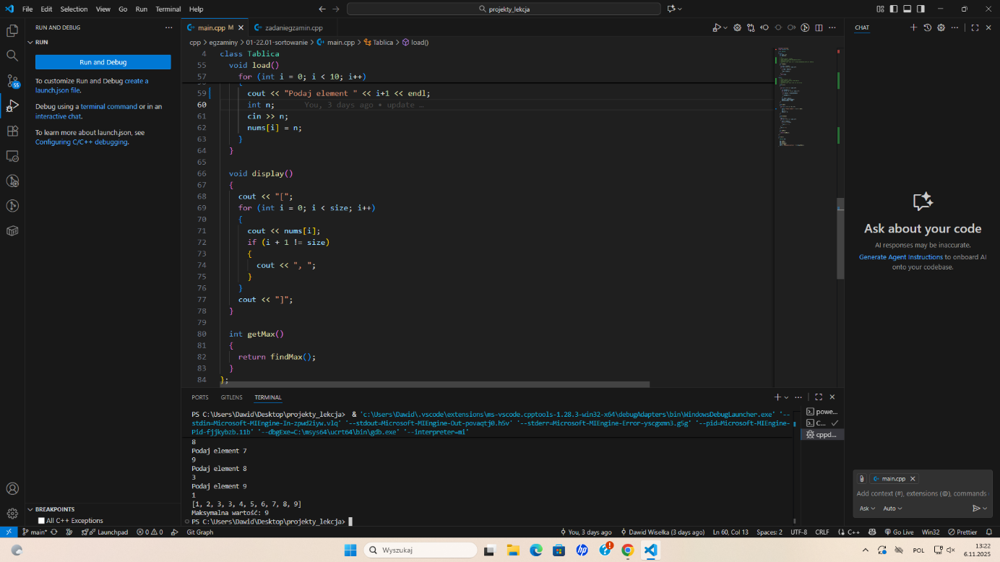 File Edit Selection View Go Run Terminal Help
projekty_lekcja
RUN AND DEBUG
RUN
Run and Debug
To customize Run and Debug create a
launch.json file.
Debug using a terminal command or in an
interactive chat.
To learn more about launch.json, see
Configuring C/C++ debugging.
BREAKPOINTS
All C++ Exceptions
main.cpp M
zadaniegzamin.cpp
cpp > egzaminy > 01-22.01-sortowanie > main.cpp > Tablica > load()
4 class Tablica
55 void load()
57 for (int i = 0; i < 10; i++)
59 cout << "Podaj element " << i+1 << endl;
60 int n; You, 3 days ago • update …
61 cin >> n;
62 nums[i] = n;
63 }
64 }
65
66 void display()
67 {
68 cout << "[";
69 for (int i = 0; i < size; i++)
70 {
71 cout << nums[i];
72 if (i + 1 != size)
73 {
74 cout << ", ";
75 }
76 }
77 cout << "]";
78 }
79
80 int getMax()
81 {
82 return findMax();
83 }
84 };
PORTS GITLENS TERMINAL
PS C:\Users\Dawid\Desktop\projekty_lekcja> & 'c:\Users\Dawid\.vscode\extensions\ms-vscode.cpptools-1.28.3-win32-x64\debugAdapters\bin\WindowsDebugLauncher.exe' '--
stdin=Microsoft-MIEngine-In-zpwd2iyw.vlq' '--stdout=Microsoft-MIEngine-Out-povaqtj0.h5v' '--stderr=Microsoft-MIEngine-Error-yscgxmn3.g5g' '--pid=Microsoft-MIEngine-
Pid-fjjkybzb.11b' '--dbgExe=C:\msys64\ucrt64\bin\gdb.exe' '--interpreter=mi'
8
Podaj element 7
9
Podaj element 8
3
Podaj element 9
1
[1, 2, 3, 3, 4, 5, 6, 7, 8, 9]
Maksymalna wartość: 9
PS C:\Users\Dawid\Desktop\projekty_lekcja>
powe...
C...
cppd...
CHAT
Ask about your code
AI responses may be inaccurate.
Generate Agent Instructions to onboard AI
onto your codebase.
main.cpp
Add context (#), extensions (@), commands
Ask Auto
55
main* 0 0 Launchpad Git Graph You, 3 days ago Dawid Wiselka (3 days ago) Ln 60, Col 13 Spaces: 2 UTF-8 CRLF C++ Go Live Win32 Prettier
Wyszukaj
POL
13:22
6.11.2025